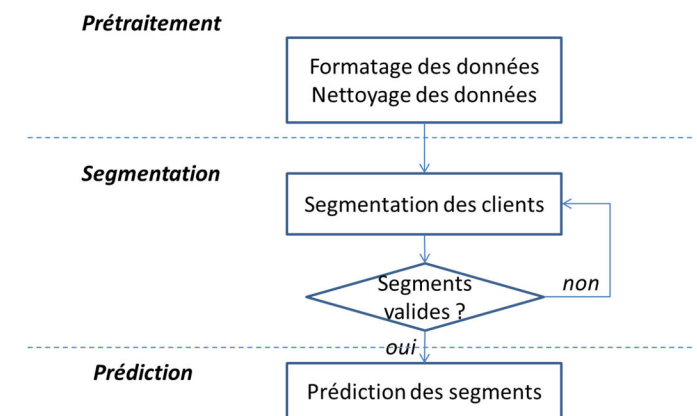 Prétraitement
Formatage des données
Nettoyage des données
Segmentation
Segmentation des clients
Segments
valides ?
non
oui
Prédiction
Prédiction des segments